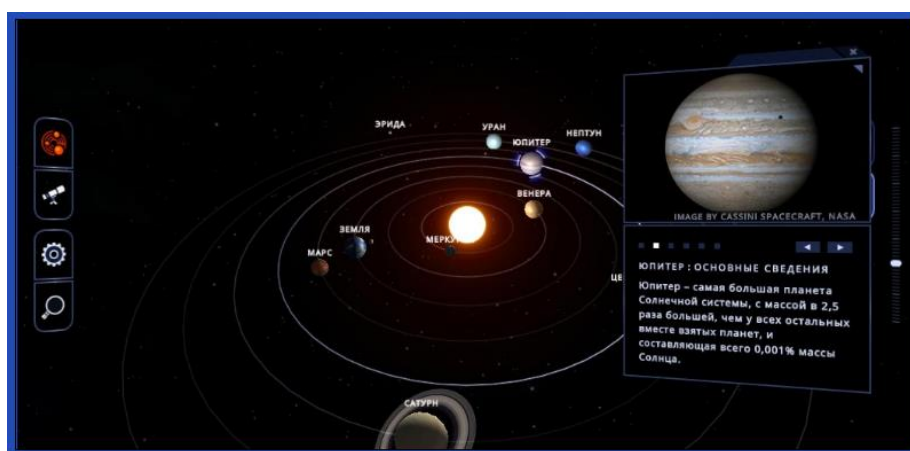 ЭРИДА
УРАН
НЕПТУН
ЮПИТЕР
ВЕНЕРА
ЗЕМЛЯ
МАРС
САТУРН
IMAGE BY CASSINI SPACECRAFT, NASA
ЮПИТЕР : ОСНОВНЫЕ СВЕДЕНИЯ
Юпитер – самая большая планета
Солнечной системы, с массой в 2,5
раза большей, чем у всех остальных
вместе взятых планет, и
составляющая всего 0,001% массы
Солнца.